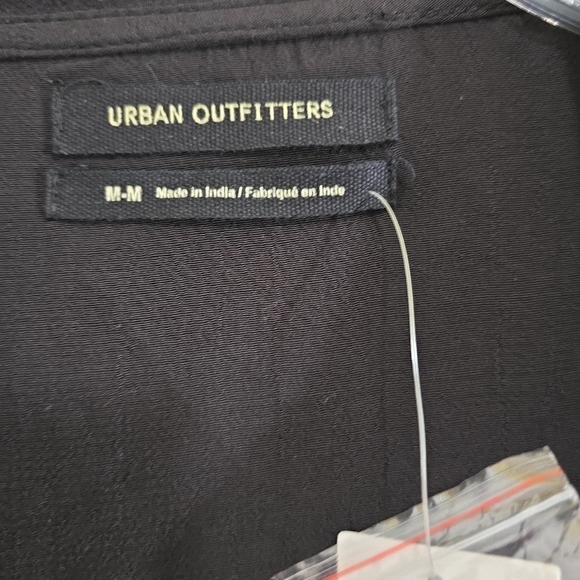 URBAN OUTFITTERS
M-M Made in India / Fabriqué en Inde